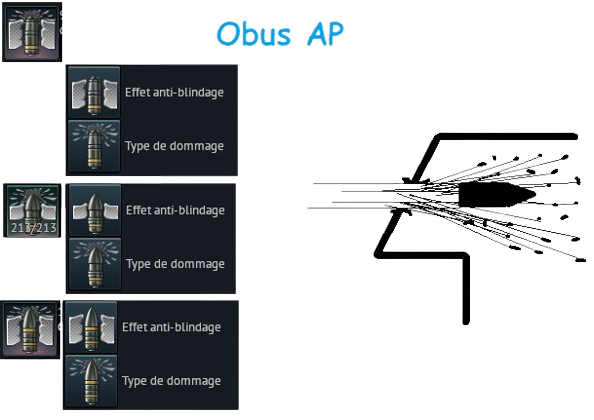 Obus AP
Effet anti-blindage
Type de dommage
213/213
Effet anti-blindage
Type de dommage
Effet anti-blindage
Type de dommage